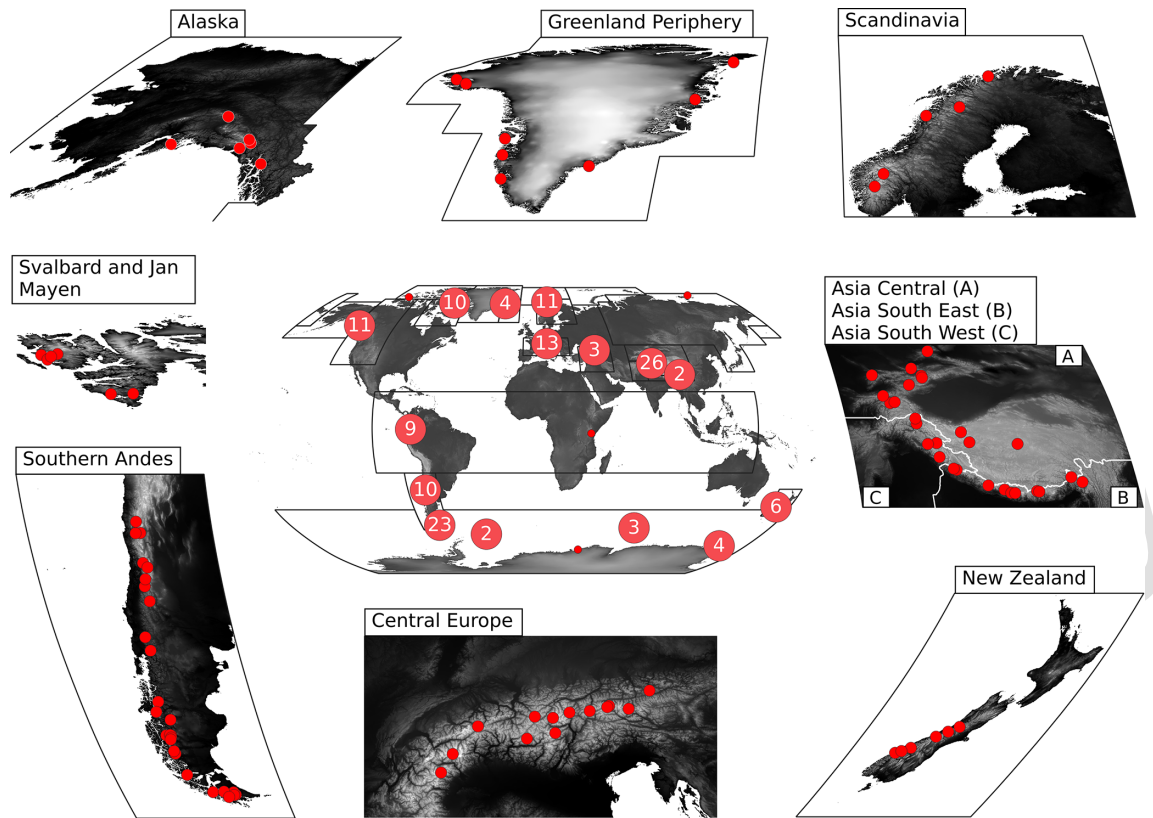 Alaska
Greenland Periphery
Scandinavia
Svalbard and Jan
Mayen
10
4
11
11
13
3
26
2
9
10
23
2
3
4
6
Asia Central (A)
Asia South East (B)
Asia South West (C)
A
C
B
Southern Andes
Central Europe
New Zealand